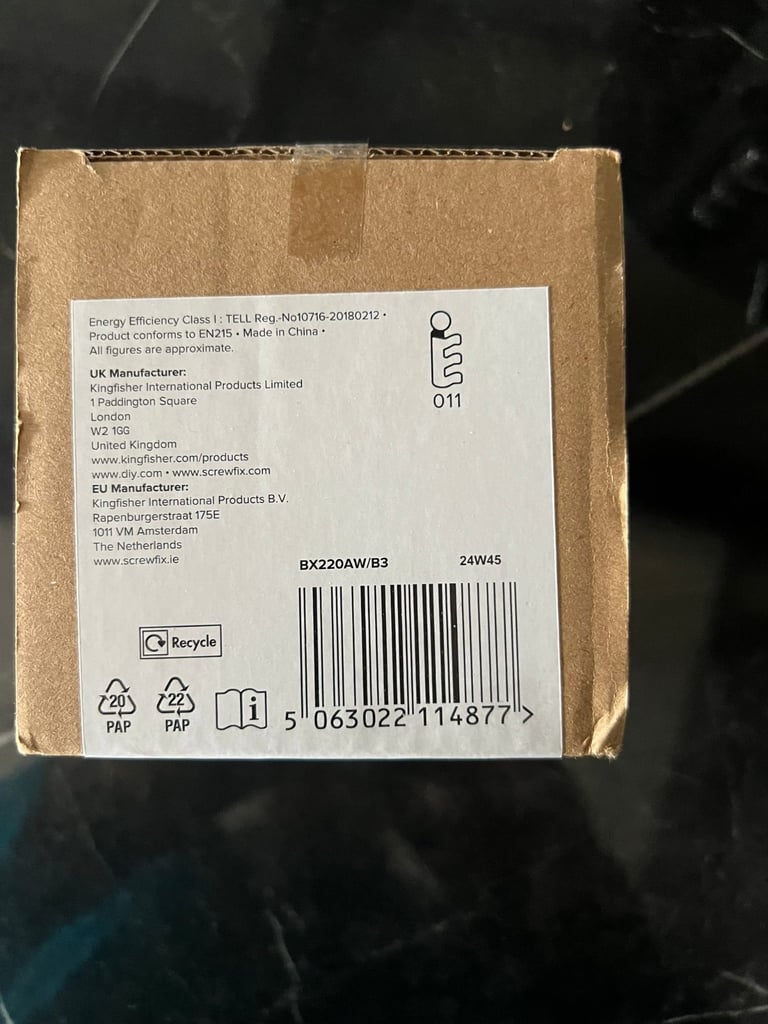 Energy Efficiency Class I : TELL Reg.-No10716-20180212 •
Product conforms to EN215 • Made in China •
All figures are approximate.
UK Manufacturer:
Kingfisher International Products Limited
1 Paddington Square
London
W2 1GG
United Kingdom
www.kingfisher.com/products
www.diy.com • www.screwfix.com
EU Manufacturer:
Kingfisher International Products B.V.
Rapenburgerstraat 175E
1011 VM Amsterdam
The Netherlands
www.screwfix.ie
011
BX220AW/B3 24W45
Recycle
20 PAP
22 PAP
i
5 063022 114877 >